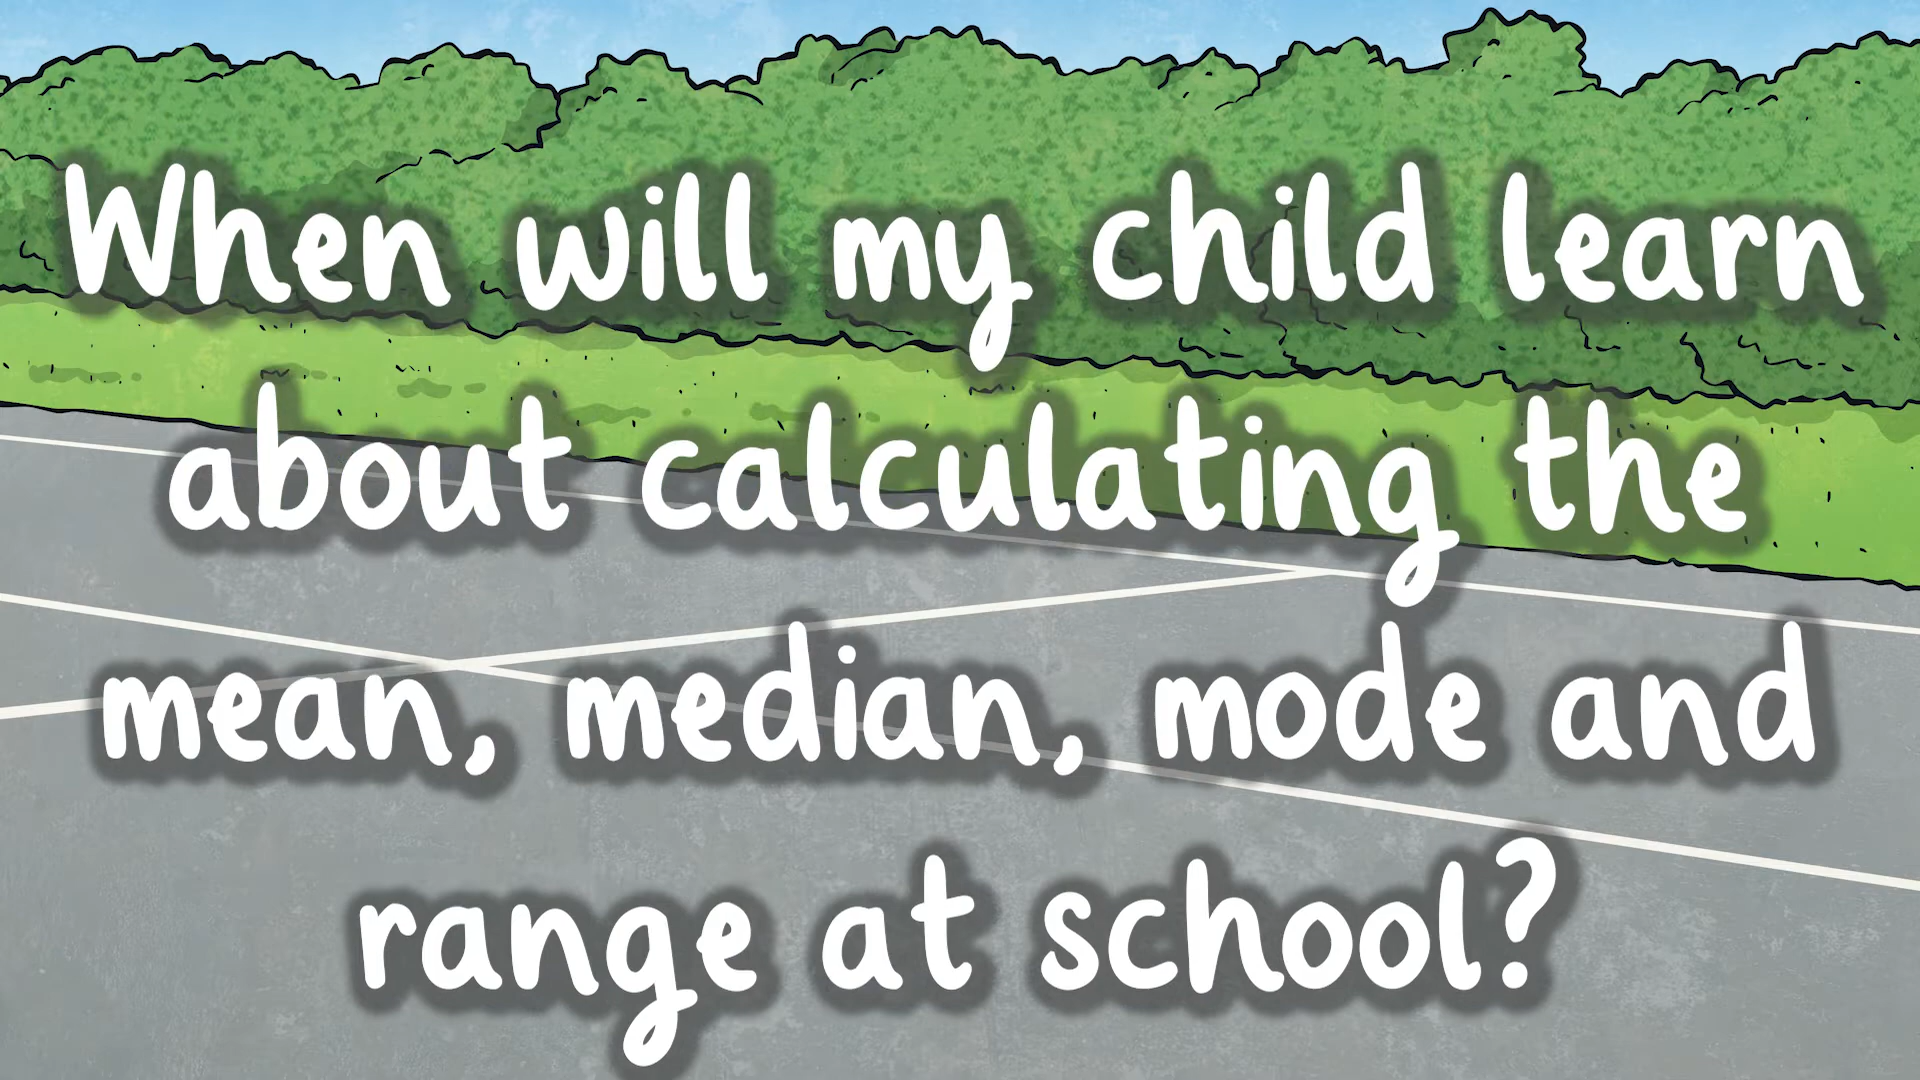 When will my child learn
about calculating the
mean, median, mode and
range at school?